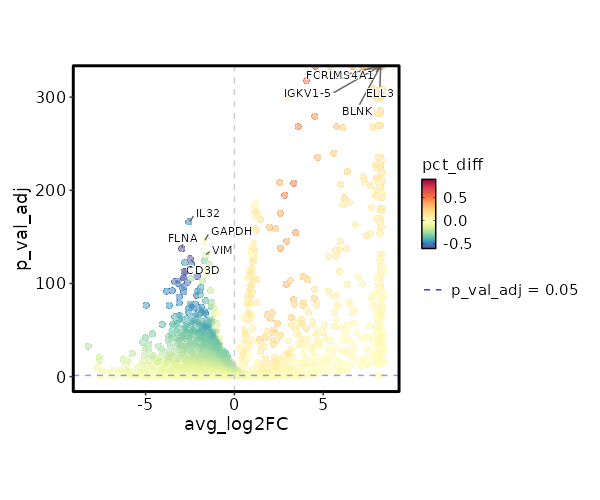 FCRLMS4A1
IGKV1-5
ELL3
BLNK
IL32
GAPDH
FLNA
VIM
CD3D
300
200
100
0
p_val_adj
-5
0
5
avg_log2FC
pct_diff
0.5
0.0
-0.5
p_val_adj = 0.05